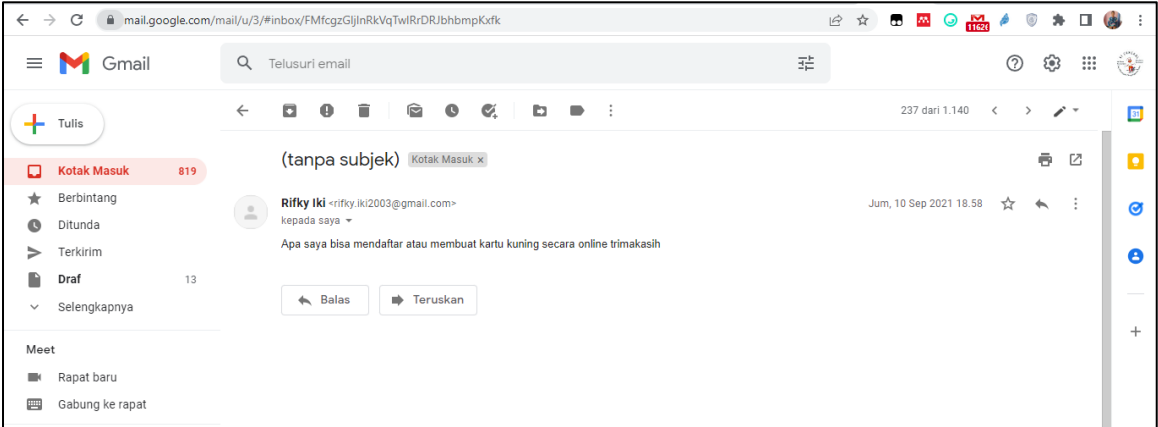 mail.google.com/mail/u/3/#inbox/FMfcgzGljlnRkVqTwlRrDRJbhbmpKxfk
11626
Gmail
Telusuri email
Tulis
237 dari 1.140
31
(tanpa subjek) Kotak Masuk x
Kotak Masuk 819
Rifky Iki <rifky.iki2003@gmail.com>
Jum, 10 Sep 2021 18.58
kepada saya
Berbintang
Ditunda
Apa saya bisa mendaftar atau membuat kartu kuning secara online trimakasih
Terkirim
Draf 13
Balas
Teruskan
Selengkapnya
Meet
Rapat baru
Gabung ke rapat